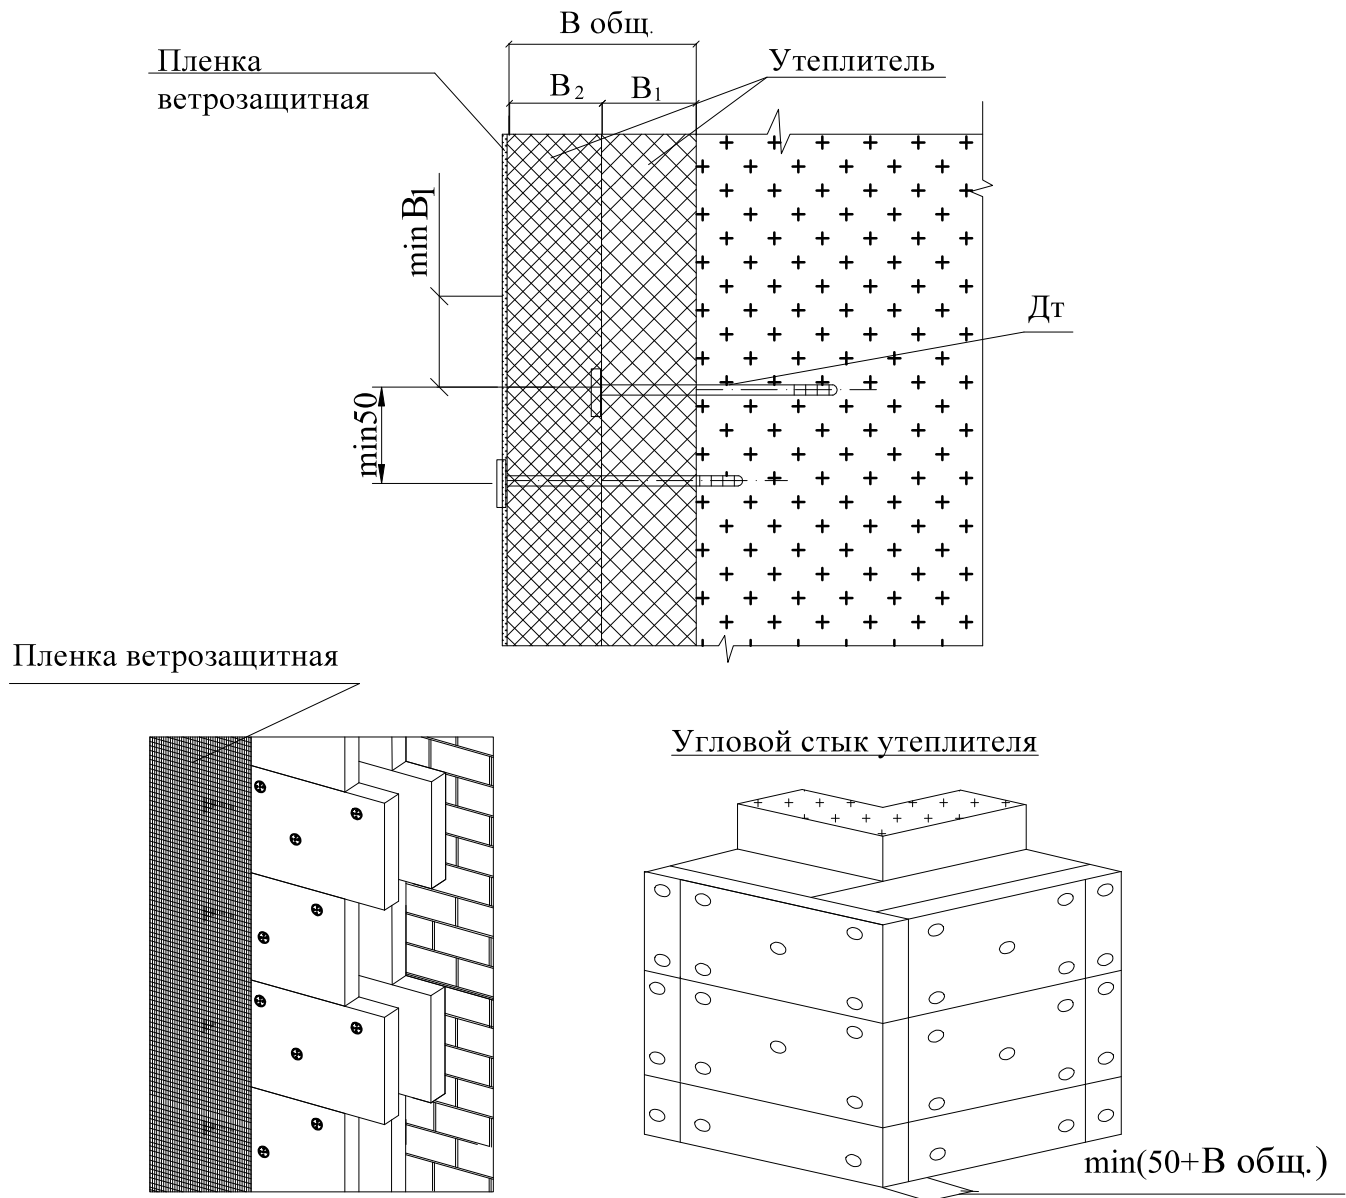 В общ.
Пленка
ветрозащитная
Утеплитель
В2
В1
min В1
Дт
min50
Пленка ветрозащитная
Угловой стык утеплителя
min(50+В общ.)